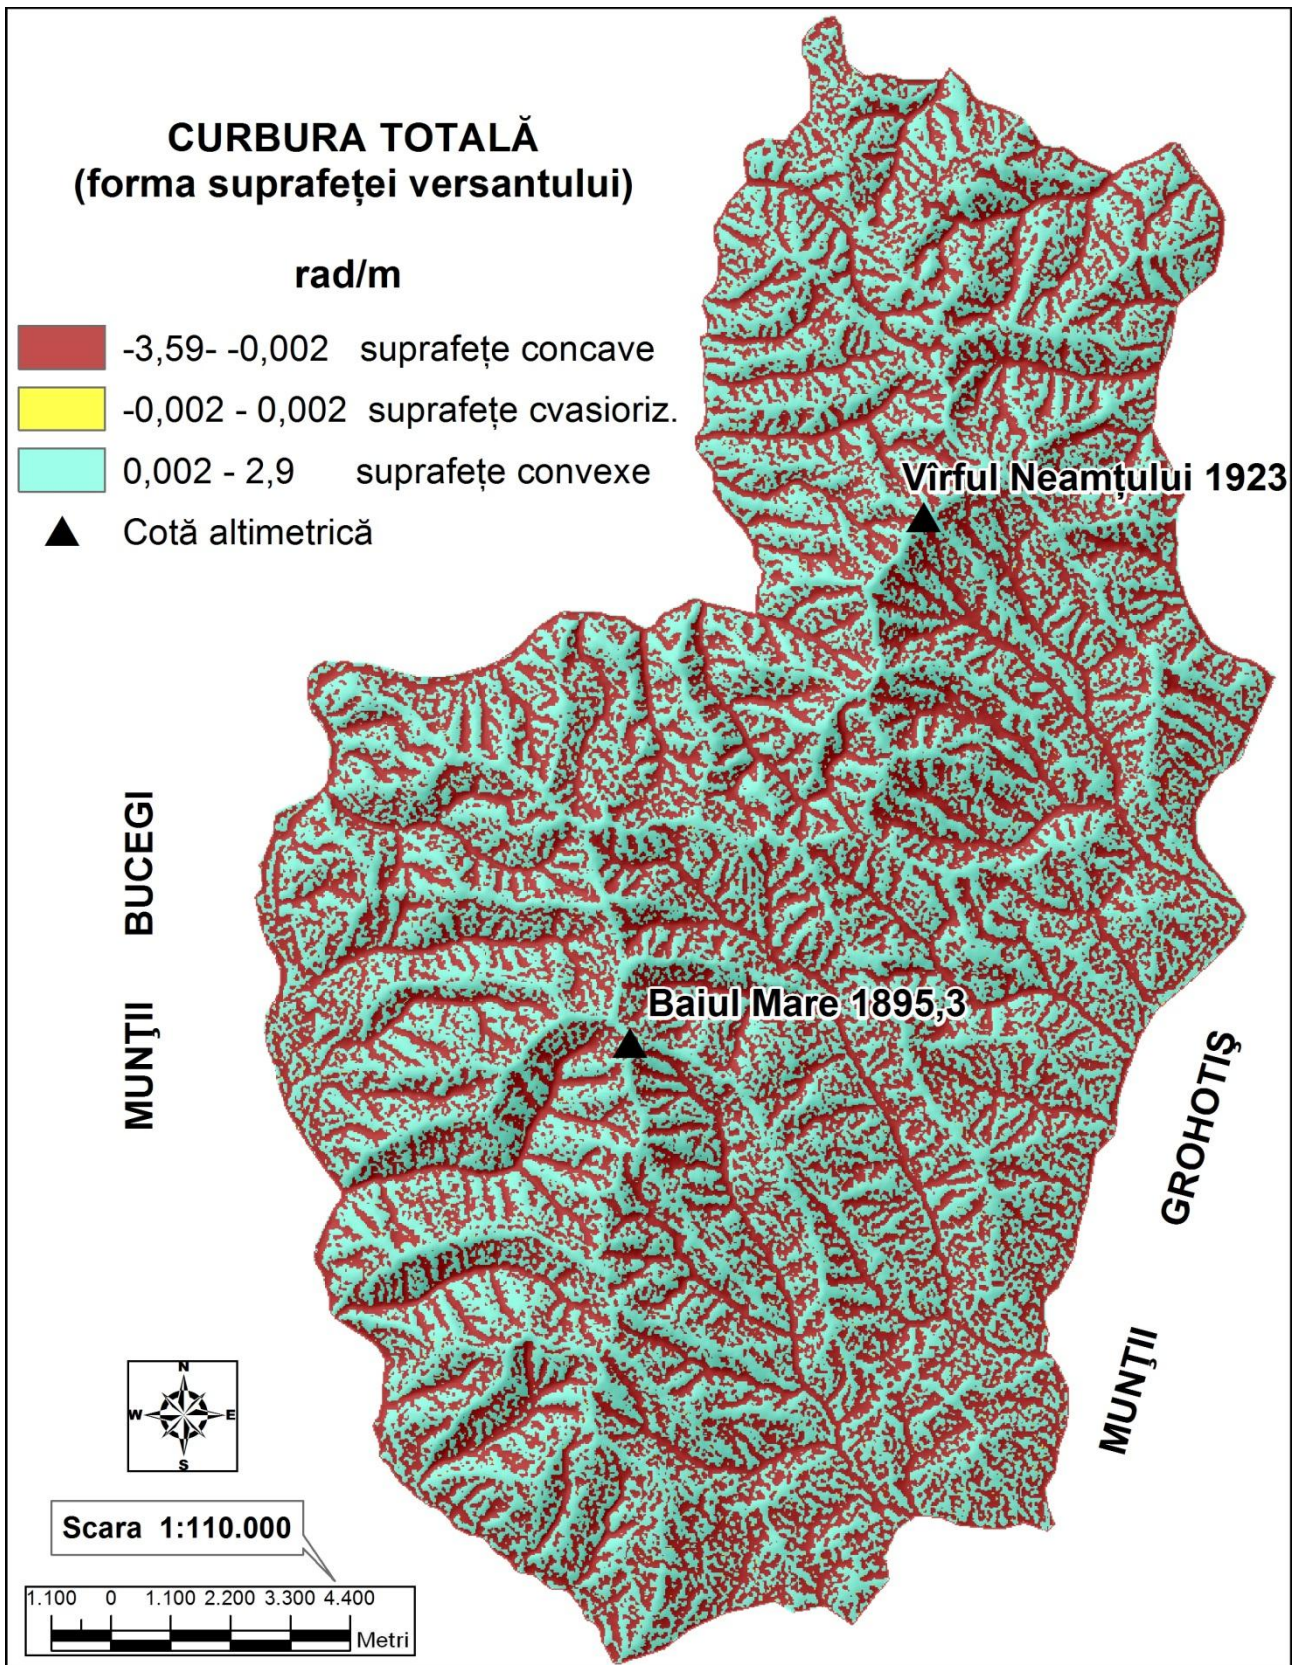 CURBURA TOTALĂ
(forma suprafeței versantului)
rad/m
-3,59- -0,002 suprafețe concave
-0,002 - 0,002 suprafețe cvasioriz.
0,002 - 2,9 suprafețe convexe
Cotă altimetrică
Vîrful Neamțului 1923
MUNŢII BUCEGI
Baiul Mare 1895,3
MUNŢII GROHOTIŞ
N
W E
S
Scara 1:110.000
1.100 0 1.100 2.200 3.300 4.400
Metri